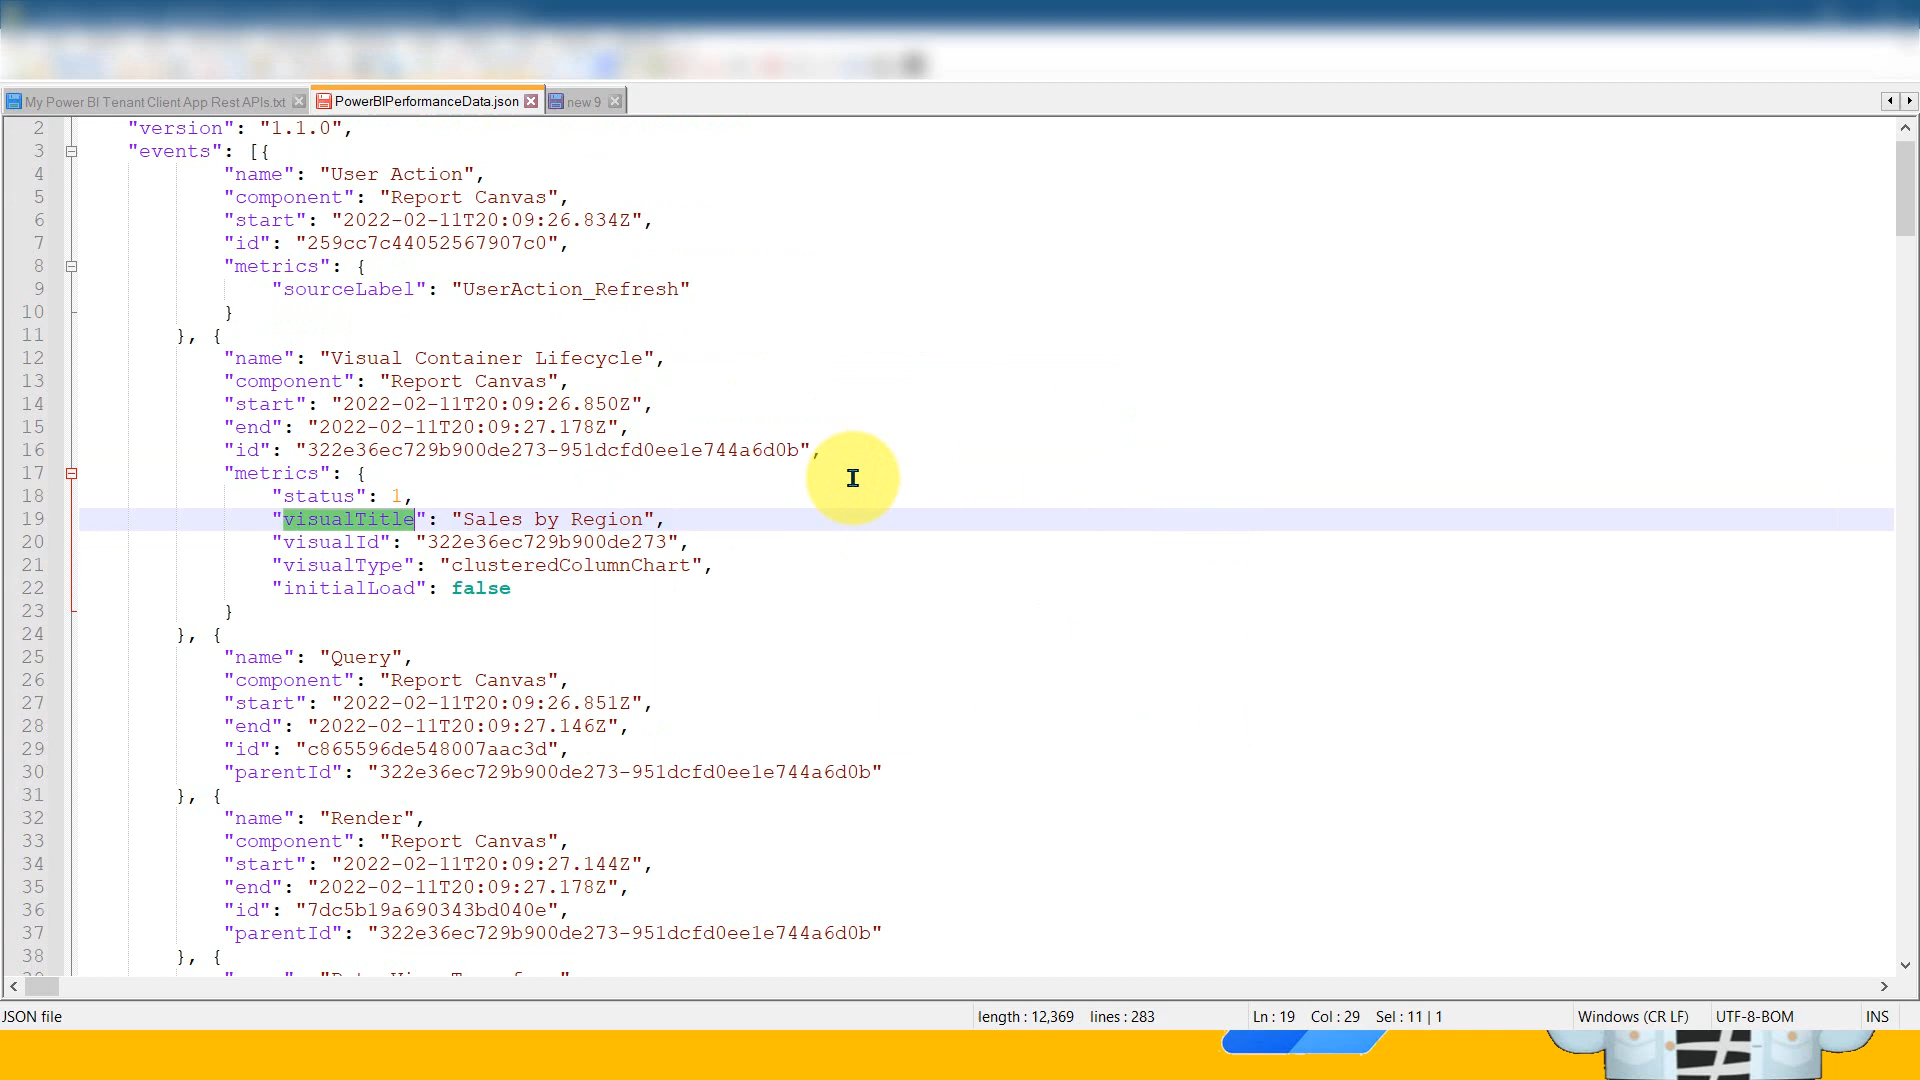 My Power BI Tenant Client App Rest APIs.txt
PowerBIPerformanceData.json
new 9
2 "version": "1.1.0",
3 "events": [{
4 "name": "User Action",
5 "component": "Report Canvas",
6 "start": "2022-02-11T20:09:26.834Z",
7 "id": "259cc7c44052567907c0",
8 "metrics": {
9 "sourceLabel": "UserAction_Refresh"
10 }
11 }, {
12 "name": "Visual Container Lifecycle",
13 "component": "Report Canvas",
14 "start": "2022-02-11T20:09:26.850Z",
15 "end": "2022-02-11T20:09:27.178Z",
16 "id": "322e36ec729b900de273-951dcfd0ee1e744a6d0b",
17 "metrics": {
18 "status": 1,
19 "visualTitle": "Sales by Region",
20 "visualId": "322e36ec729b900de273",
21 "visualType": "clusteredColumnChart",
22 "initialLoad": false
23 }
24 }, {
25 "name": "Query",
26 "component": "Report Canvas",
27 "start": "2022-02-11T20:09:26.851Z",
28 "end": "2022-02-11T20:09:27.146Z",
29 "id": "c865596de548007aac3d",
30 "parentId": "322e36ec729b900de273-951dcfd0ee1e744a6d0b"
31 }, {
32 "name": "Render",
33 "component": "Report Canvas",
34 "start": "2022-02-11T20:09:27.144Z",
35 "end": "2022-02-11T20:09:27.178Z",
36 "id": "7dc5b19a690343bd040e",
37 "parentId": "322e36ec729b900de273-951dcfd0ee1e744a6d0b"
38 }, {
JSON file
length : 12,369 lines : 283
Ln : 19 Col : 29 Sel : 11 | 1
Windows (CR LF)
UTF-8-BOM
INS